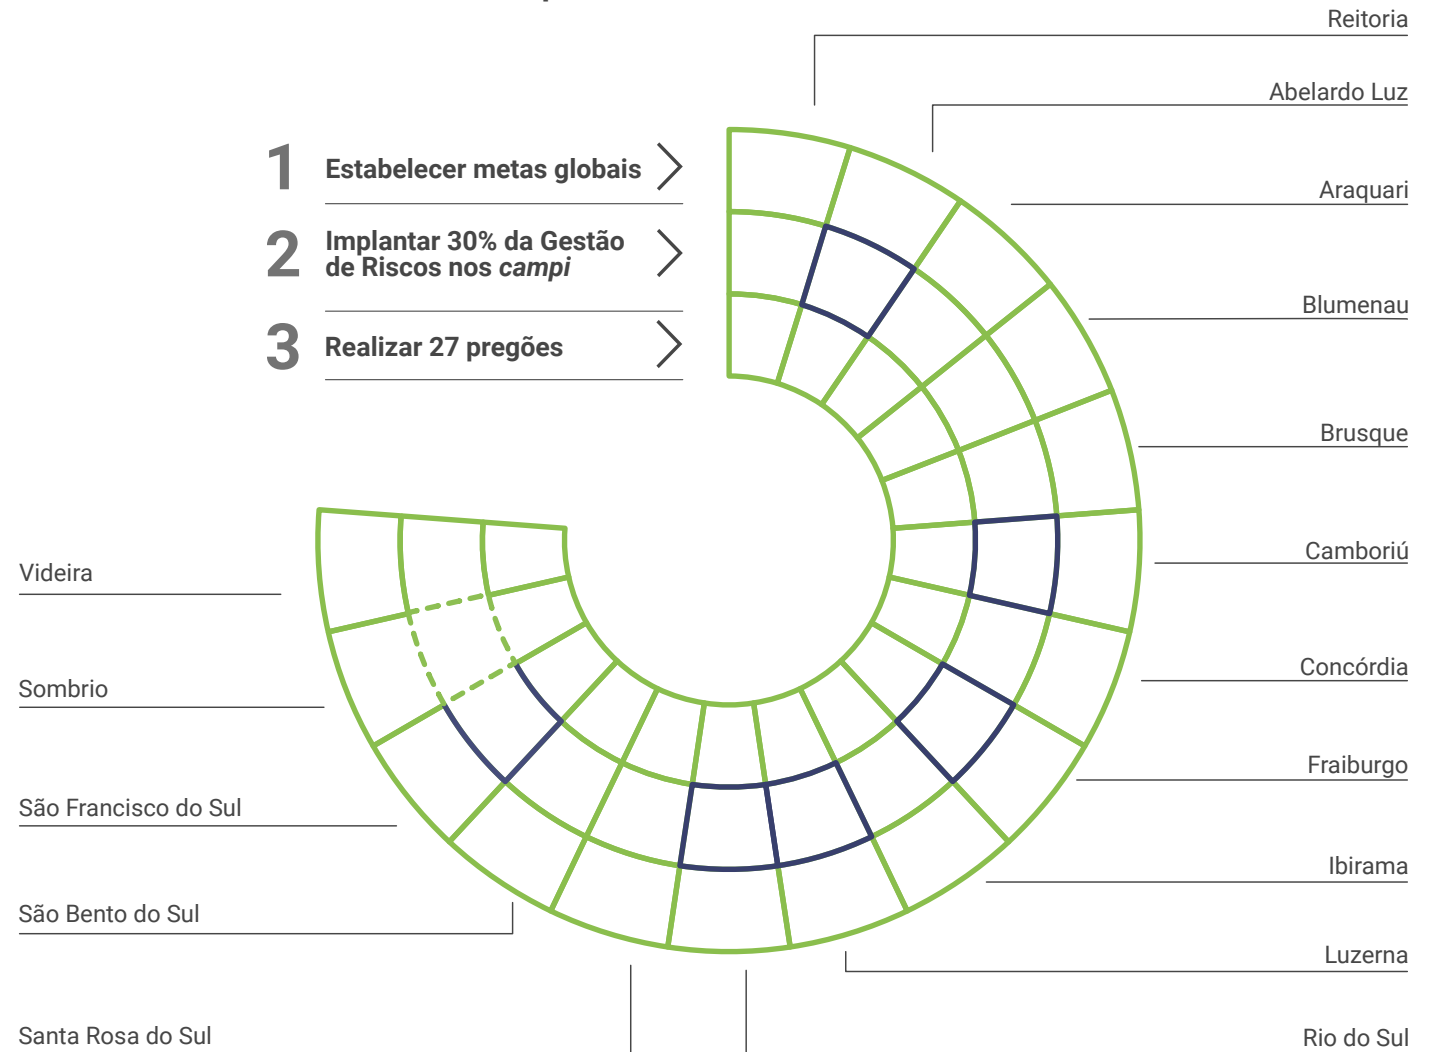 Reitoria
Abelardo Luz
1 Estabelecer metas globais
Araquari
2 Implantar 30% da Gestão
de Riscos nos campi
Blumenau
3 Realizar 27 pregões
Brusque
Camboriú
Videira
Concórdia
Sombrio
Fraiburgo
São Francisco do Sul
Ibirama
São Bento do Sul
Luzerna
Santa Rosa do Sul
Rio do Sul